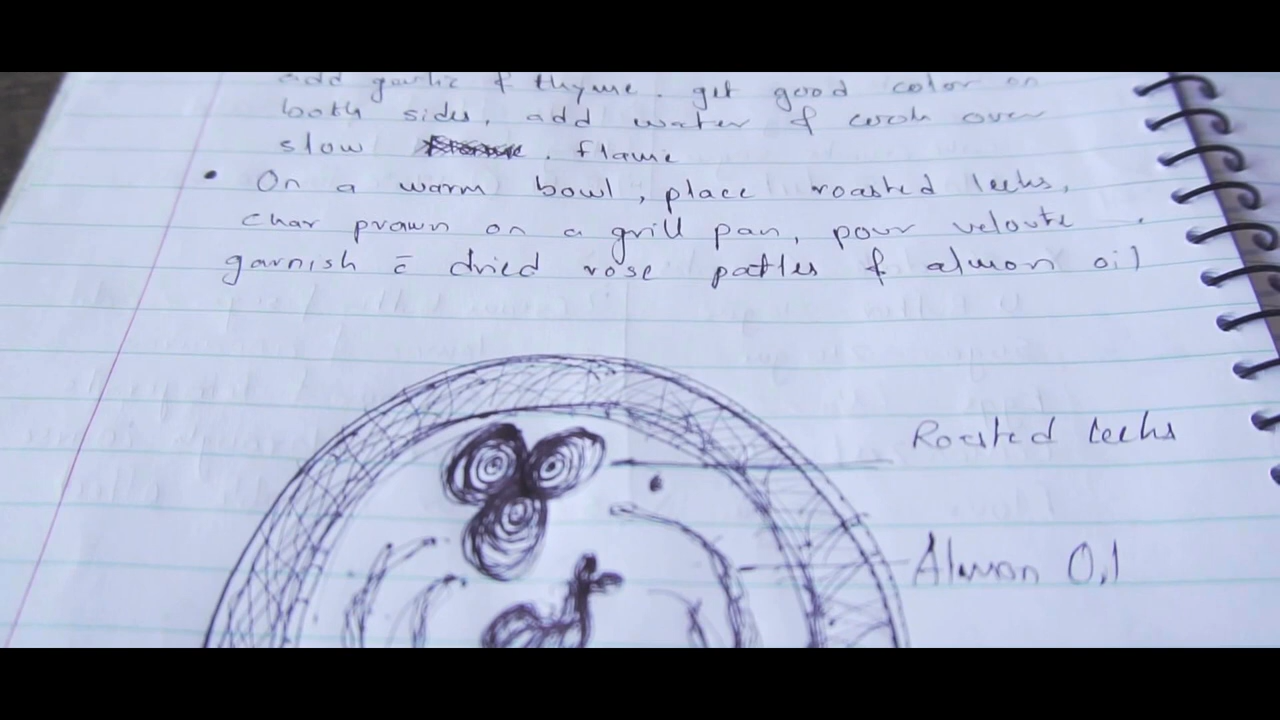 add garlic & thyme. get good color on
both sides, add water & cook over
slow . flame
• On a warm bowl, place roasted leeks,
char prawn on a grill pan, pour veloute .
garnish c̄ dried rose pattles & almon oil
Roasted leeks
Almon Oil